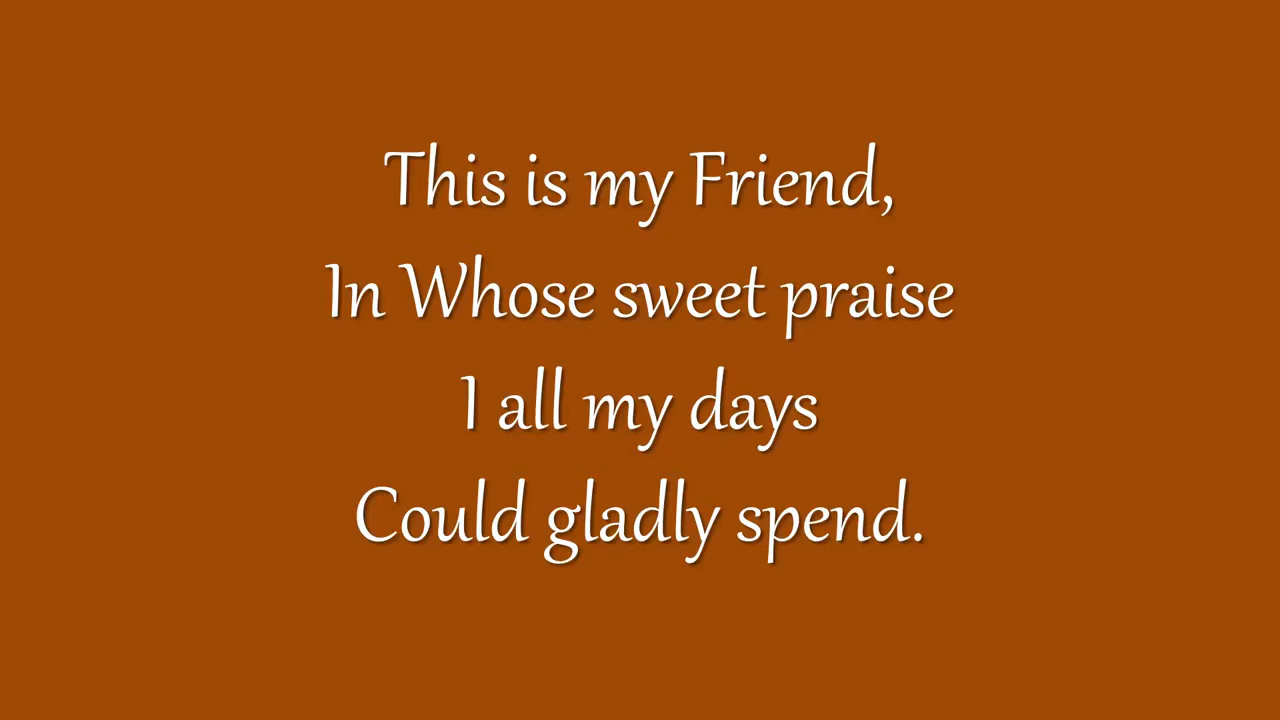 This is my Friend,
In Whose sweet praise
I all my days
Could gladly spend.